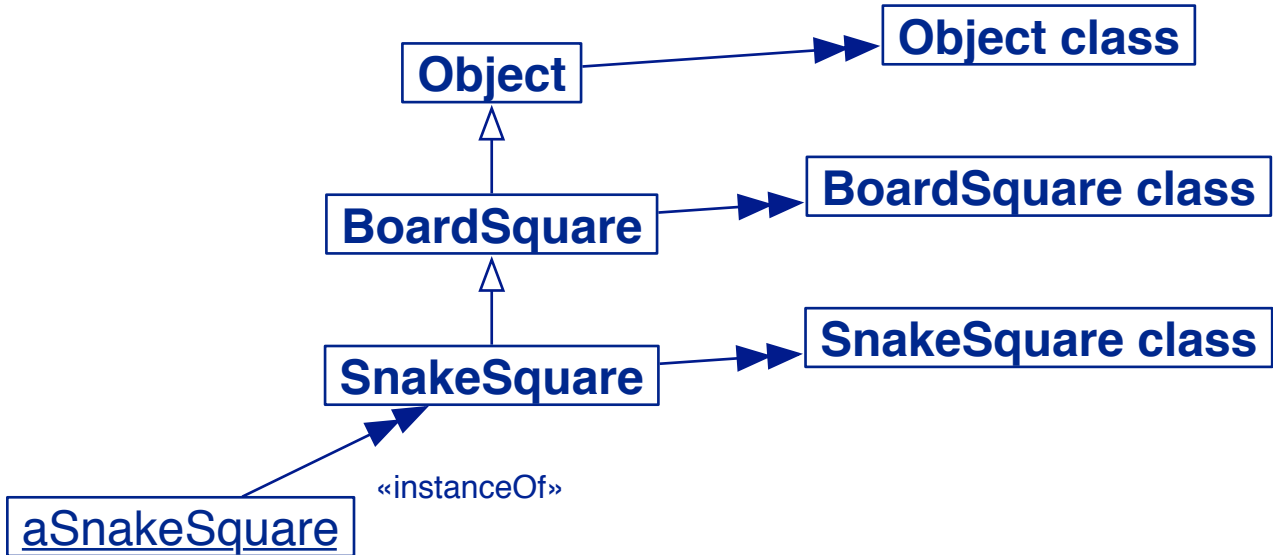 Object class
Object
BoardSquare class
BoardSquare
SnakeSquare class
SnakeSquare
«instanceOf»
aSnakeSquare